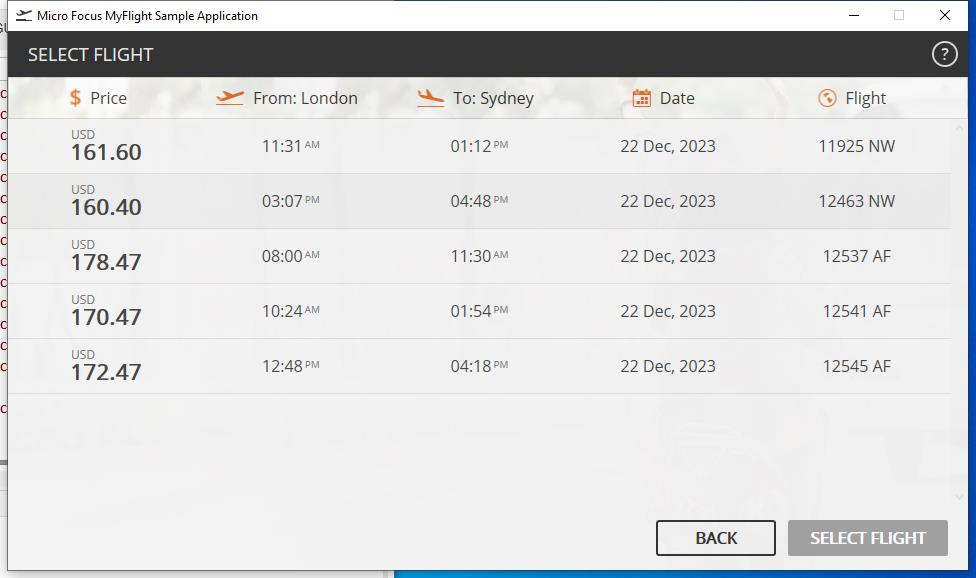 Micro Focus MyFlight Sample Application
SELECT FLIGHT ?
$ Price From: London To: Sydney Date Flight
USD
161.60 11:31 AM 01:12 PM 22 Dec, 2023 11925 NW
USD
160.40 03:07 PM 04:48 PM 22 Dec, 2023 12463 NW
USD
178.47 08:00 AM 11:30 AM 22 Dec, 2023 12537 AF
USD
170.47 10:24 AM 01:54 PM 22 Dec, 2023 12541 AF
USD
172.47 12:48 PM 04:18 PM 22 Dec, 2023 12545 AF
BACK SELECT FLIGHT